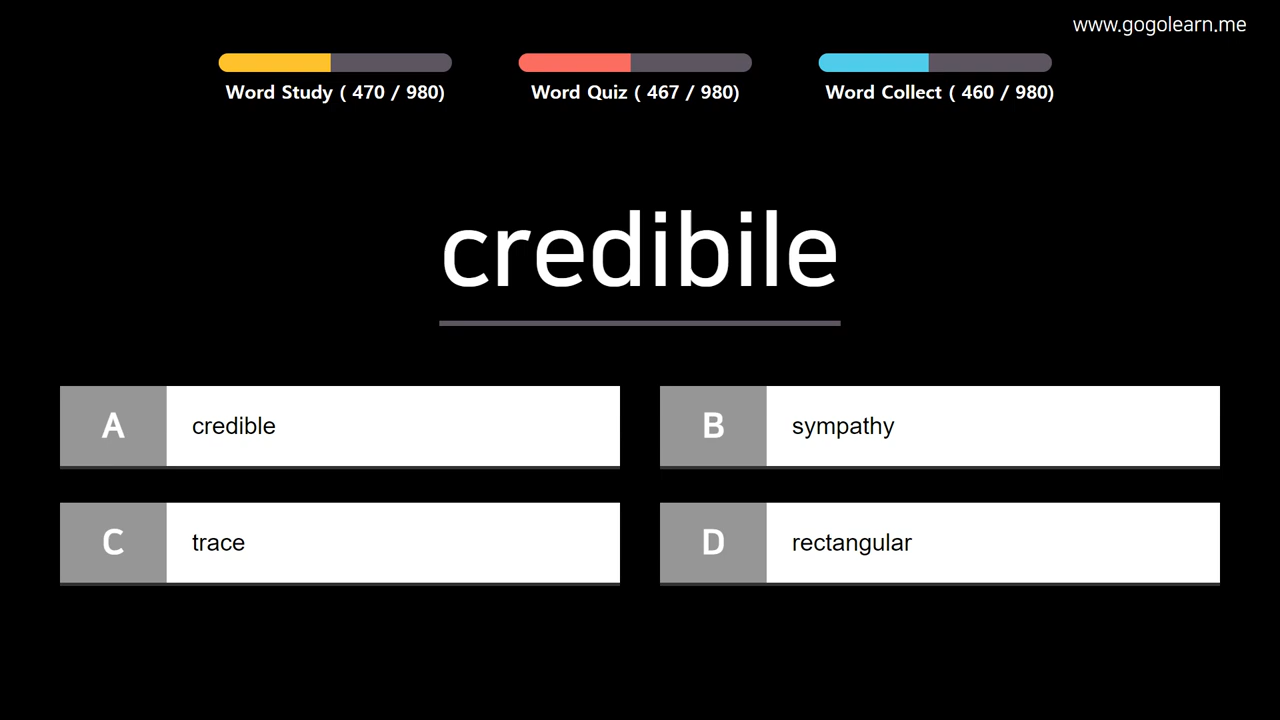 www.gogolearn.me
Word Study ( 470 / 980)
Word Quiz ( 467 / 980)
Word Collect ( 460 / 980)
credibile
A credible
B sympathy
C trace
D rectangular